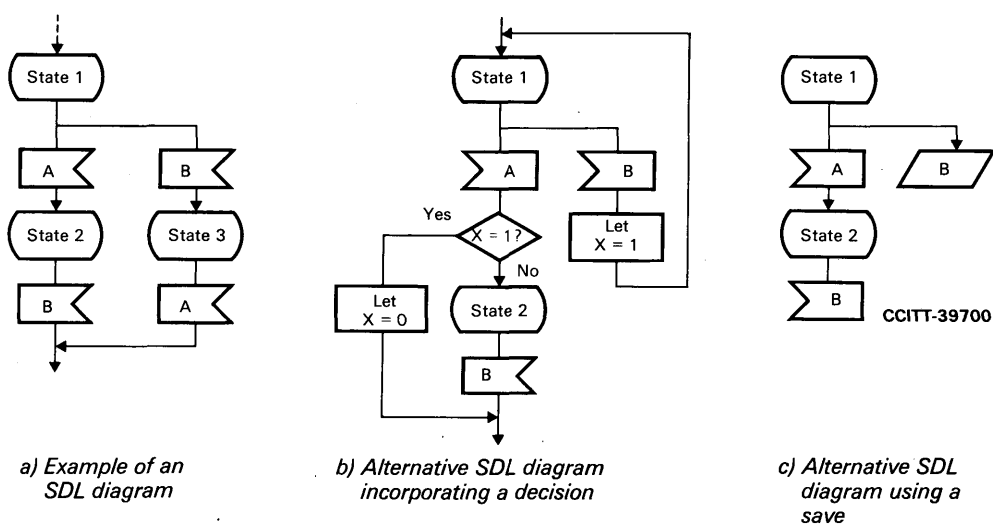 State 1
A
B
State 2
State 3
B
A
a) Example of an
SDL diagram
State 1
A
B
Yes
X = 1?
Let
X = 1
No
Let
X = 0
State 2
B
b) Alternative SDL diagram
incorporating a decision
State 1
A
B
State 2
B
CCITT-39700
c) Alternative SDL
diagram using a
save